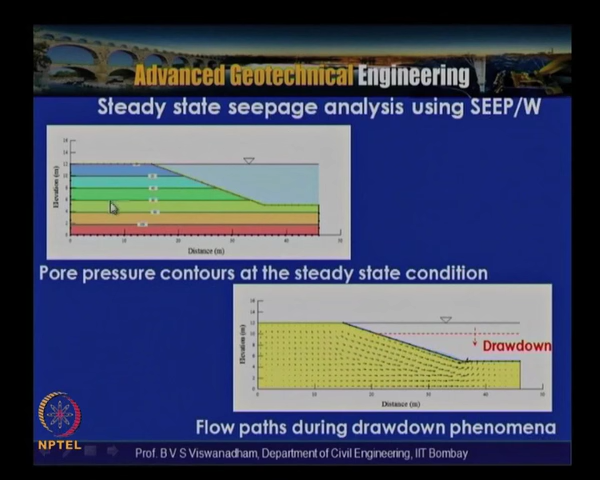 Advanced Geotechnical Engineering
Steady state seepage analysis using SEEP/W
Elevation (m)
Distance (m)
Pore pressure contours at the steady state condition
Elevation (m)
Drawdown
Distance (m)
Flow paths during drawdown phenomena
NPTEL
Prof. B V S Viswanadham, Department of Civil Engineering, IIT Bombay